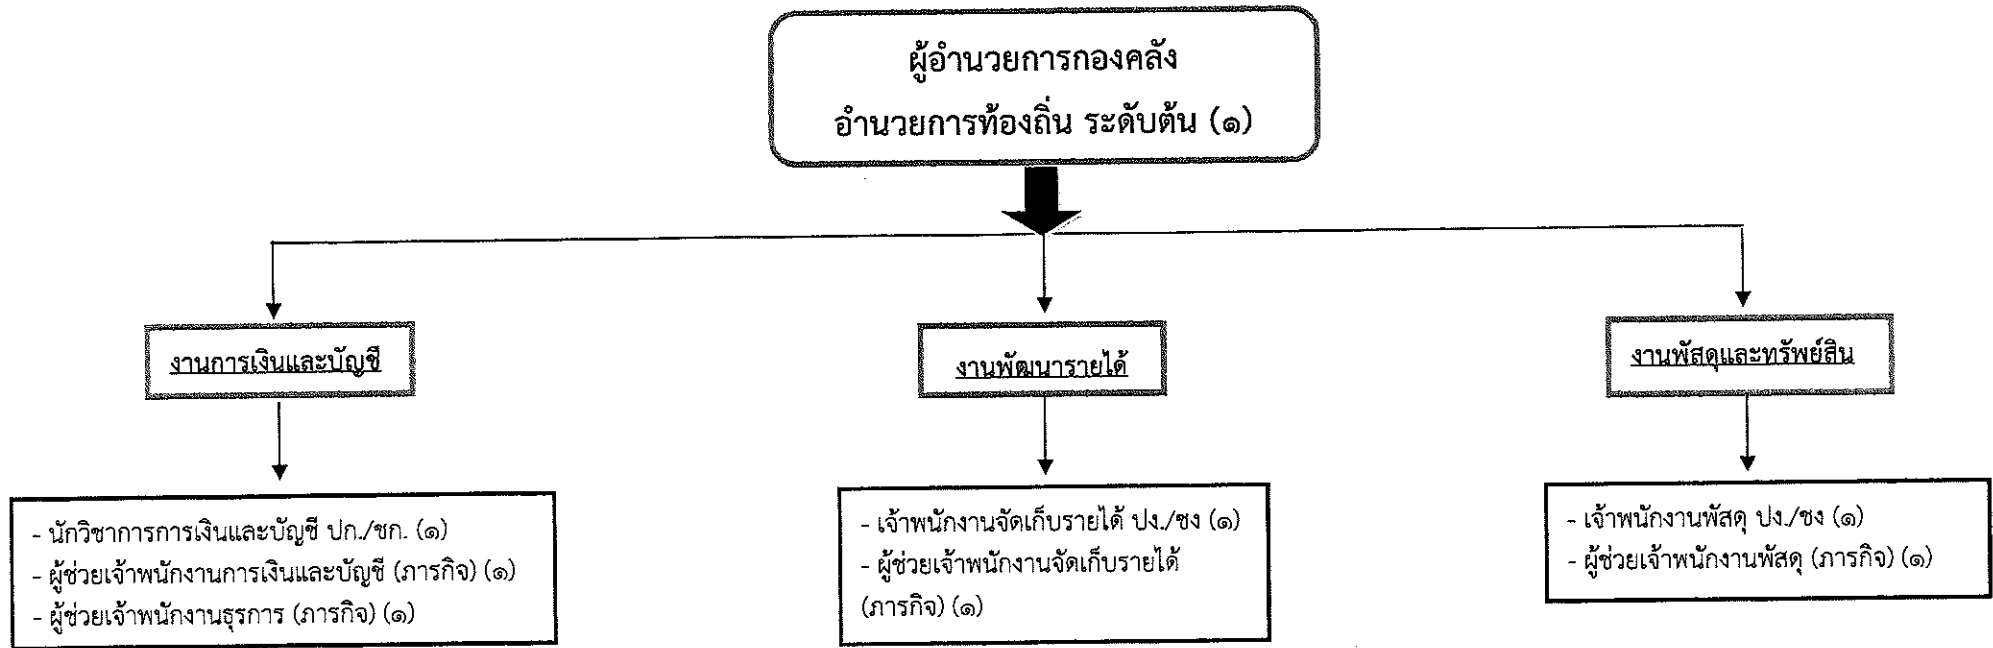 ผู้อำนวยการกองคลัง
อำนวยการท้องถิ่น ระดับต้น (๑)
งานการเงินและบัญชี
งานพัฒนารายได้
งานพัสดุและทรัพย์สิน
- นักวิชาการการเงินและบัญชี ปก./ชก. (๑)
- ผู้ช่วยเจ้าพนักงานการเงินและบัญชี (ภารกิจ) (๑)
- ผู้ช่วยเจ้าพนักงานธุรการ (ภารกิจ) (๑)
- เจ้าพนักงานจัดเก็บรายได้ ปง./ชง (๑)
- ผู้ช่วยเจ้าพนักงานจัดเก็บรายได้
(ภารกิจ) (๑)
- เจ้าพนักงานพัสดุ ปง./ชง (๑)
- ผู้ช่วยเจ้าพนักงานพัสดุ (ภารกิจ) (๑)